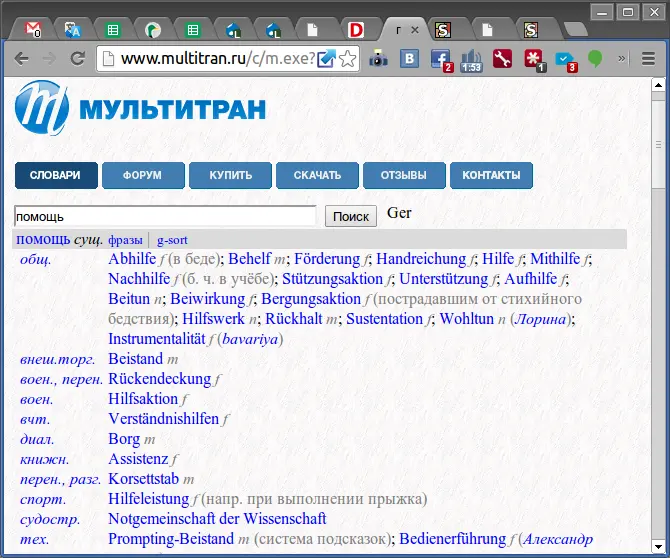 0
г
www.multitran.ru/c/m.exe?
B
f 2
1:53
1
3
»
m МУЛЬТИТРАН
СЛОВАРИ ФОРУМ КУПИТЬ СКАЧАТЬ ОТЗЫВЫ КОНТАКТЫ
помощь Поиск Ger
помощь сущ. фразы | g-sort
общ. Abhilfe f (в беде); Behelf m; Förderung f; Handreichung f; Hilfe f; Mithilfe f;
Nachhilfe f (б. ч. в учёбе); Stützungsaktion f; Unterstützung f; Aufhilfe f;
Beitun n; Beiwirkung f; Bergungsaktion f (пострадавшим от стихийного
бедствия); Hilfswerk n; Rückhalt m; Sustentation f; Wohltun n (Лорина);
Instrumentalität f (bavariya)
внеш.торг. Beistand m
воен., перен. Rückendeckung f
воен. Hilfsaktion f
вчт. Verständnishilfen f
диал. Borg m
книжн. Assistenz f
перен., разг. Korsettstab m
спорт. Hilfeleistung f (напр. при выполнении прыжка)
судостр. Notgemeinschaft der Wissenschaft
тех. Prompting-Beistand m (система подсказок); Bedienerführung f (Александр